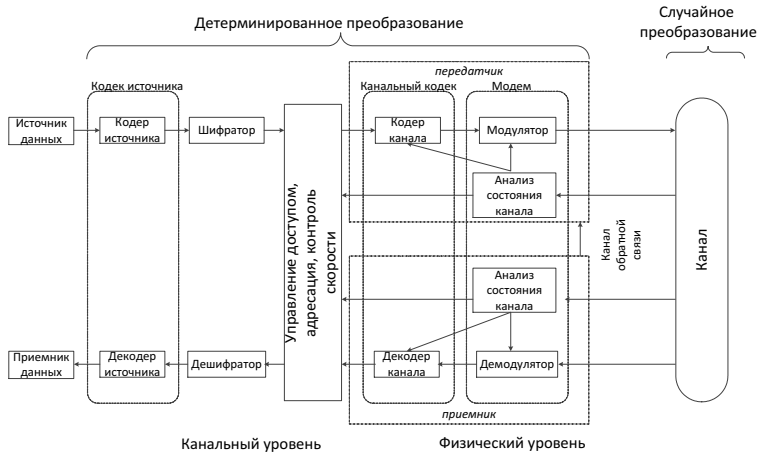 Детерминированное преобразование
Случайное
преобразование
передатчик
Кодек источника
Канальный кодек
Модем
Источник
данных
Кодер
источника
Шифратор
Кодер
канала
Модулятор
Анализ
состояния
канала
Управление доступом,
адресация, контроль
скорости
Канал
обратной
связи
Канал
Анализ
состояния
канала
Приемник
данных
Декодер
источника
Дешифратор
Декодер
канала
Демодулятор
приемник
Канальный уровень
Физический уровень